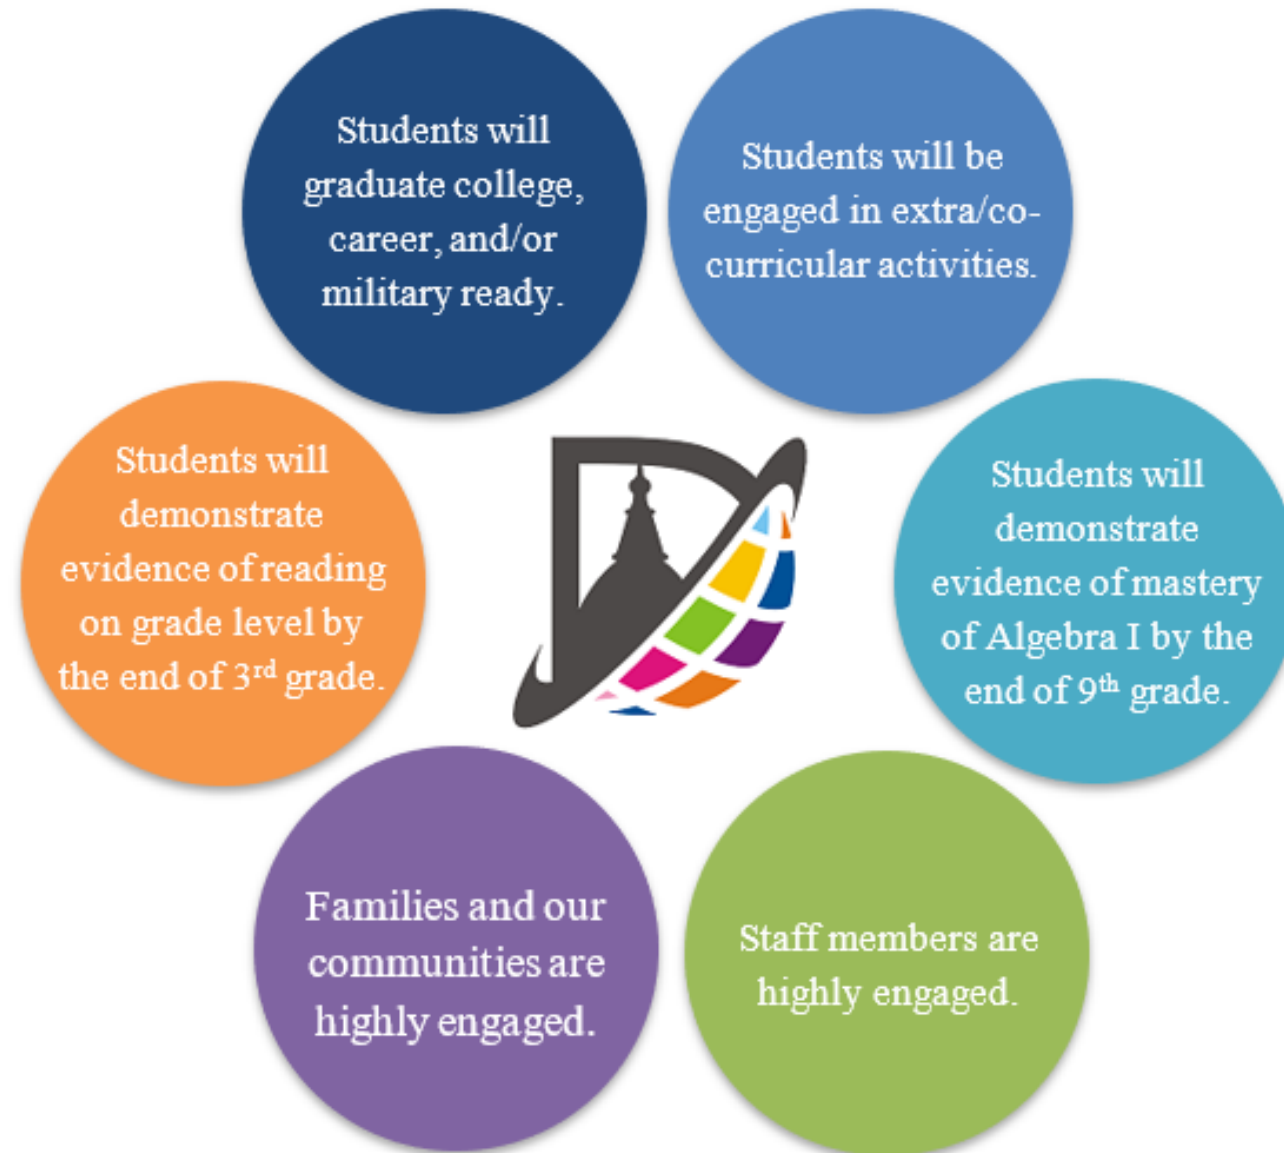 Students will
graduate college,
career, and/or
military ready.
Students will be
engaged in extra/co-
curricular activities.
Students will
demonstrate
evidence of reading
on grade level by
the end of 3rd grade.
Students will
demonstrate
evidence of mastery
of Algebra I by the
end of 9th grade.
Families and our
communities are
highly engaged.
Staff members are
highly engaged.